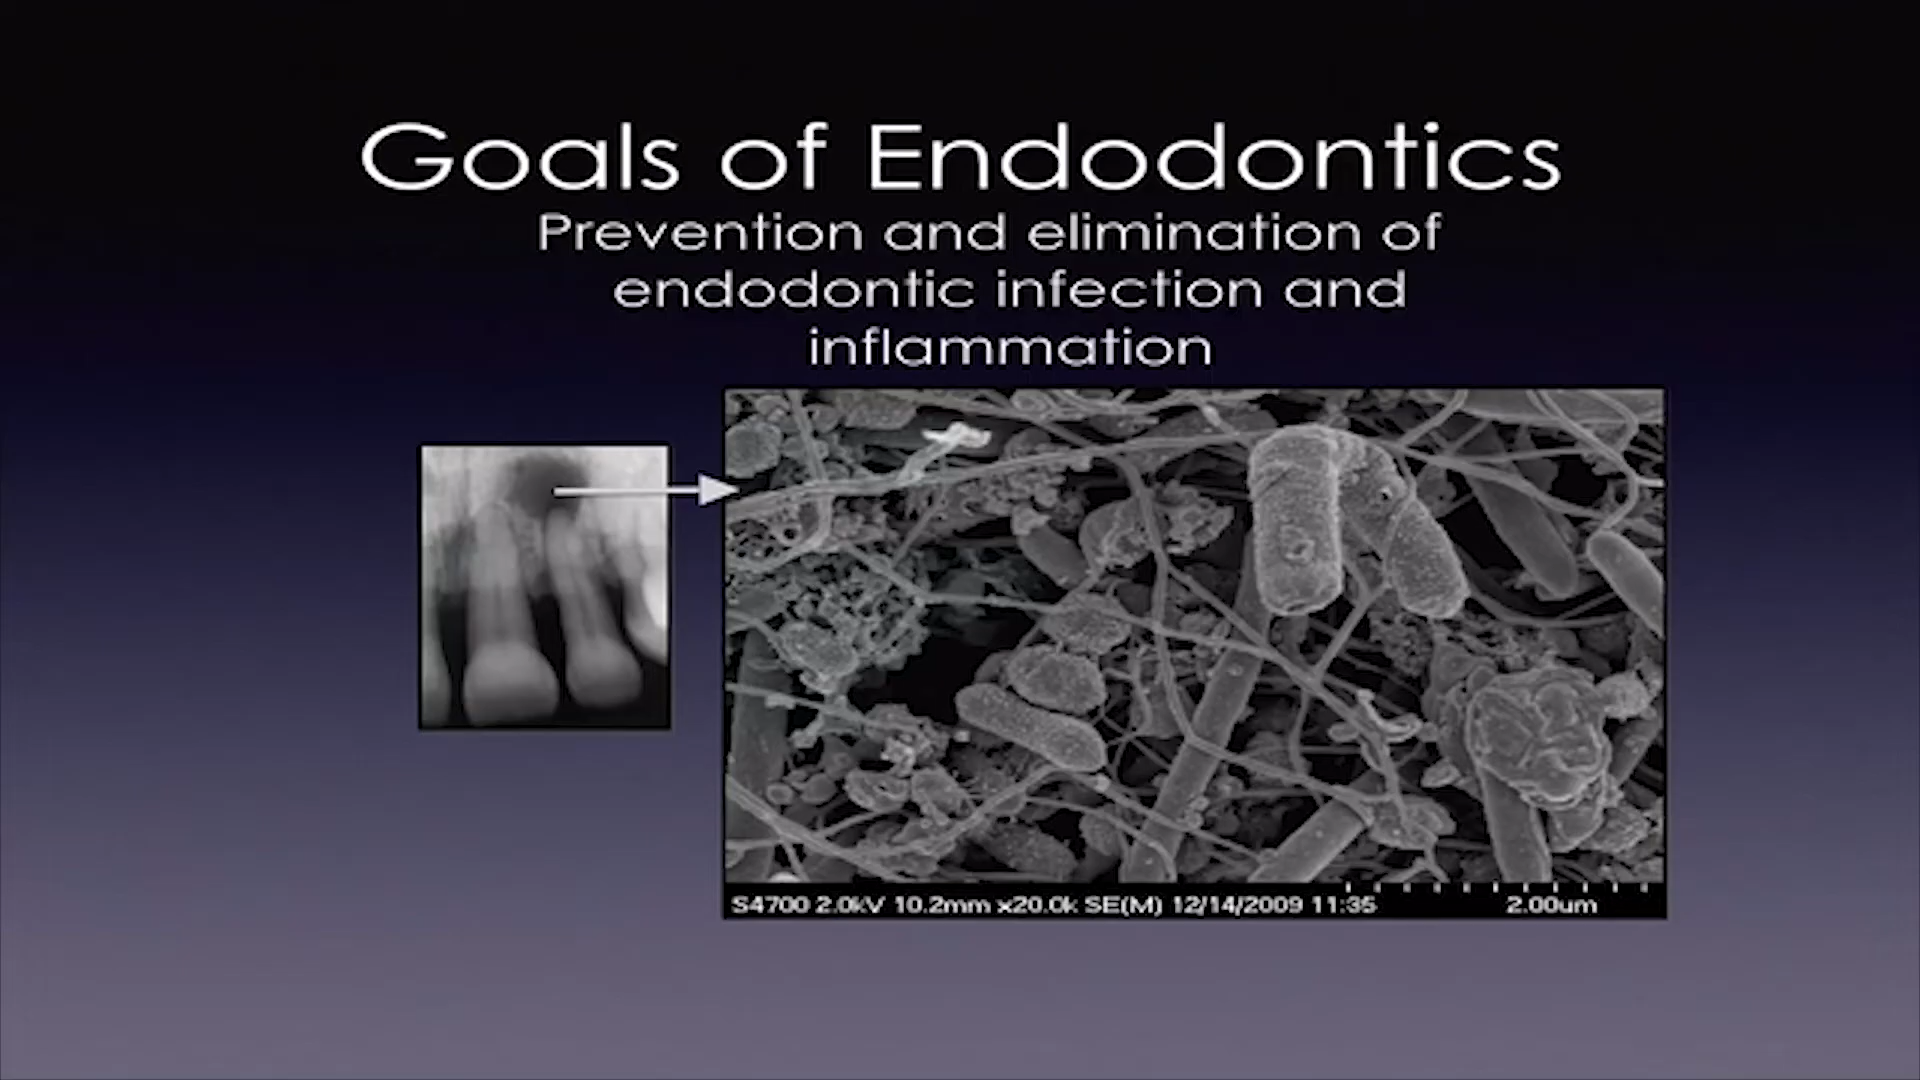 Goals of Endodontics
Prevention and elimination of
endodontic infection and
inflammation
S4700 2.0kV 10.2mm x20.0k SE(M) 12/14/2009 11:35 2.00um